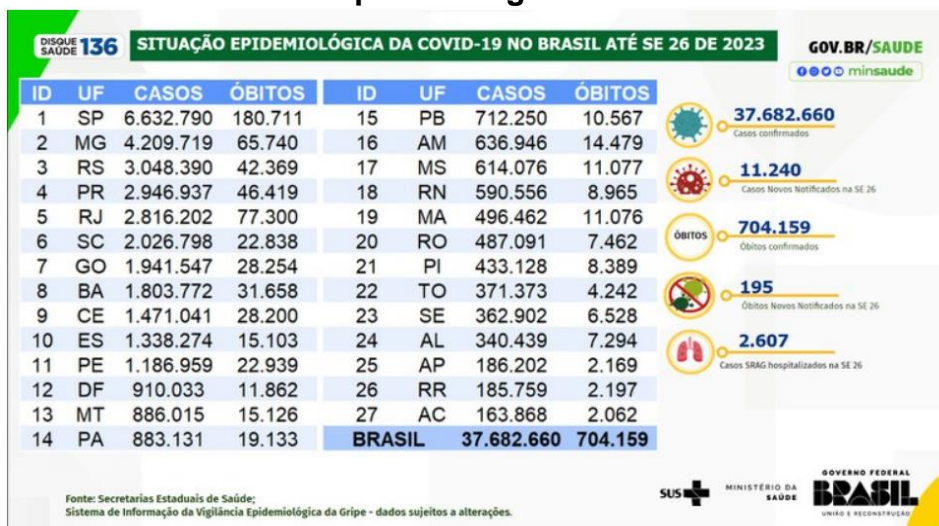 DISQUE
SAÚDE 136
SITUAÇÃO EPIDEMIOLÓGICA DA COVID-19 NO BRASIL ATÉ SE 26 DE 2023
GOV.BR/SAUDE
minsaude
ID UF CASOS ÓBITOS ID UF CASOS ÓBITOS
1 SP 6.632.790 180.711 15 PB 712.250 10.567
2 MG 4.209.719 65.740 16 AM 636.946 14.479
3 RS 3.048.390 42.369 17 MS 614.076 11.077
4 PR 2.946.937 46.419 18 RN 590.556 8.965
5 RJ 2.816.202 77.300 19 MA 496.462 11.076
6 SC 2.026.798 22.838 20 RO 487.091 7.462
7 GO 1.941.547 28.254 21 PI 433.128 8.389
8 BA 1.803.772 31.658 22 TO 371.373 4.242
9 CE 1.471.041 28.200 23 SE 362.902 6.528
10 ES 1.338.274 15.103 24 AL 340.439 7.294
11 PE 1.186.959 22.939 25 AP 186.202 2.169
12 DF 910.033 11.862 26 RR 185.759 2.197
13 MT 886.015 15.126 27 AC 163.868 2.062
14 PA 883.131 19.133 BRASIL 37.682.660 704.159
37.682.660
Casos confirmados
11.240
Casos Novos Notificados na SE 26
ÓBITOS
704.159
Óbitos confirmados
195
Óbitos Novos Notificados na SE 26
2.607
Casos SRAG hospitalizados na SE 26
Fonte: Secretarias Estaduais de Saúde;
Sistema de Informação da Vigilância Epidemiológica da Gripe - dados sujeitos a alterações.
SUS
MINISTÉRIO DA
SAÚDE
GOVERNO FEDERAL
BRASIL
UNIÃO E RECONSTRUÇÃO